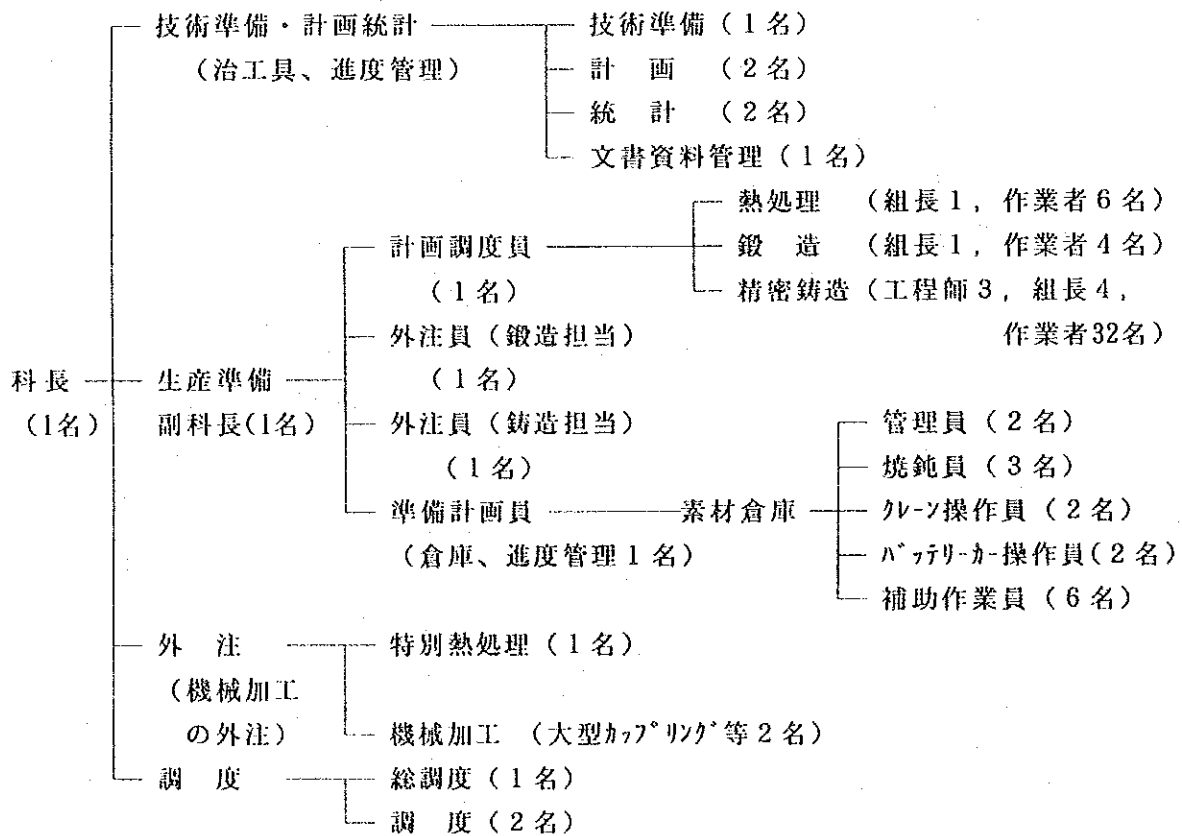 技術準備・計画統計 技術準備(1名)
(治工具、進度管理) 計 画 (2名)
統 計 (2名)
文書資料管理(1名)
熱処理 (組長1, 作業者6名)
計画調度員 鍛 造 (組長1, 作業者4名)
(1名) 精密鋳造(工程師3, 組長4,
外注員(鍛造担当) 作業者32名)
科長 生産準備 (1名)
(1名) 副科長(1名) 外注員(鋳造担当) 管理員(2名)
(1名) 焼鈍員(3名)
準備計画員 素材倉庫 クレーン操作員(2名)
(倉庫、進度管理1名) バッテリーカー操作員(2名)
補助作業員(6名)
外 注 特別熱処理(1名)
(機械加工
の外注) 機械加工 (大型カップリング等2名)
調 度 総調度(1名)
調 度(2名)